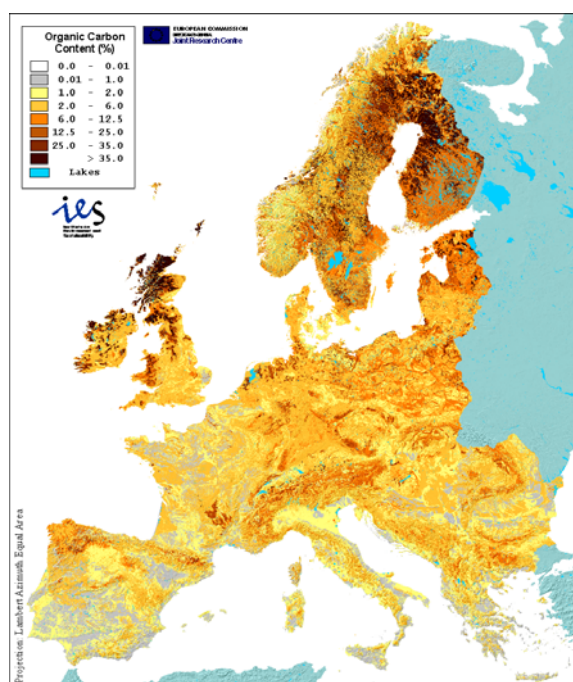 Organic Carbon
Content (%)
0.0 - 0.01
0.01 - 1.0
1.0 - 2.0
2.0 - 6.0
6.0 - 12.5
12.5 - 25.0
25.0 - 35.0
> 35.0
Lakes
EUROPEAN COMMISSION
Joint Research Centre
ies
Projection: Lambert Azimuth Equal Area